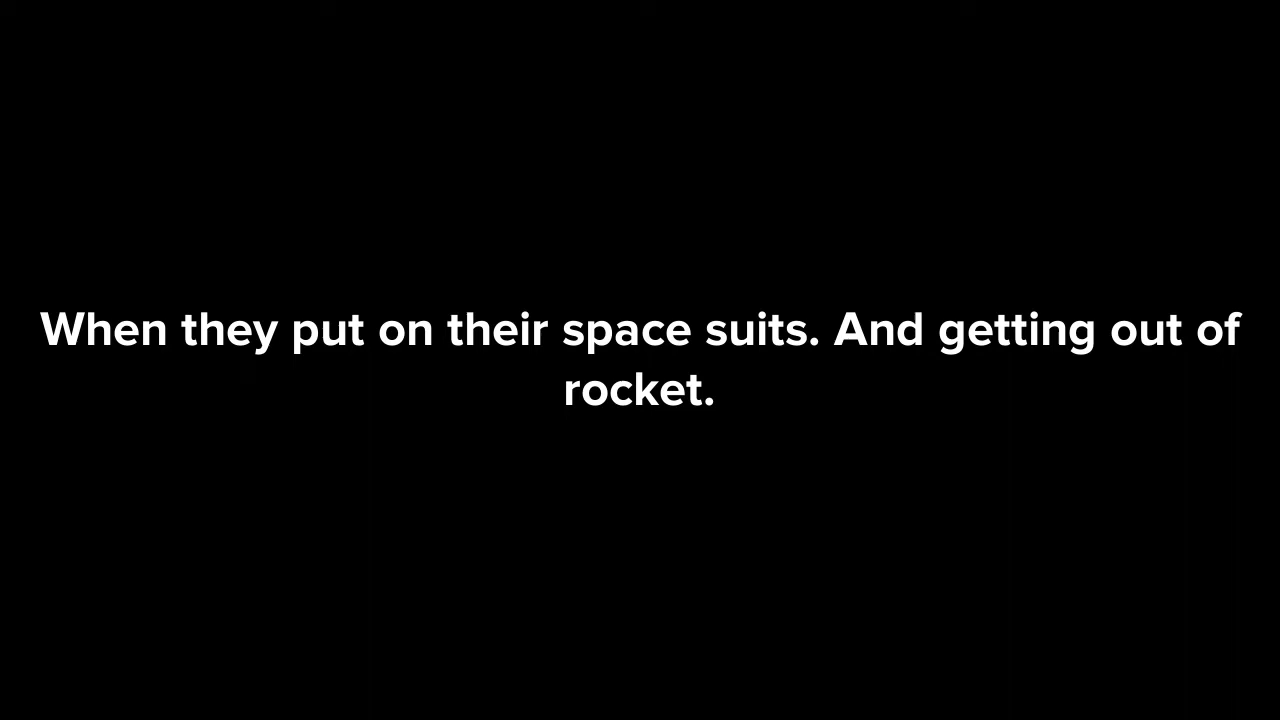 When they put on their space suits. And getting out of
rocket.